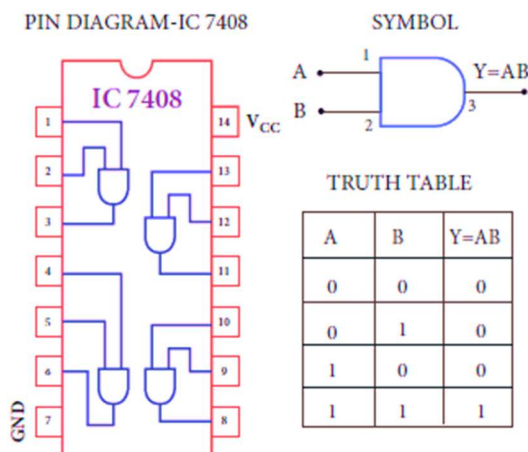 PIN DIAGRAM-IC 7408
IC 7408
1
2
3
4
5
6
7
GND
14 VCC
13
12
11
10
9
8
SYMBOL
A 1
B 2
3 Y=AB
TRUTH TABLE
A B Y=AB
0 0 0
0 1 0
1 0 0
1 1 1